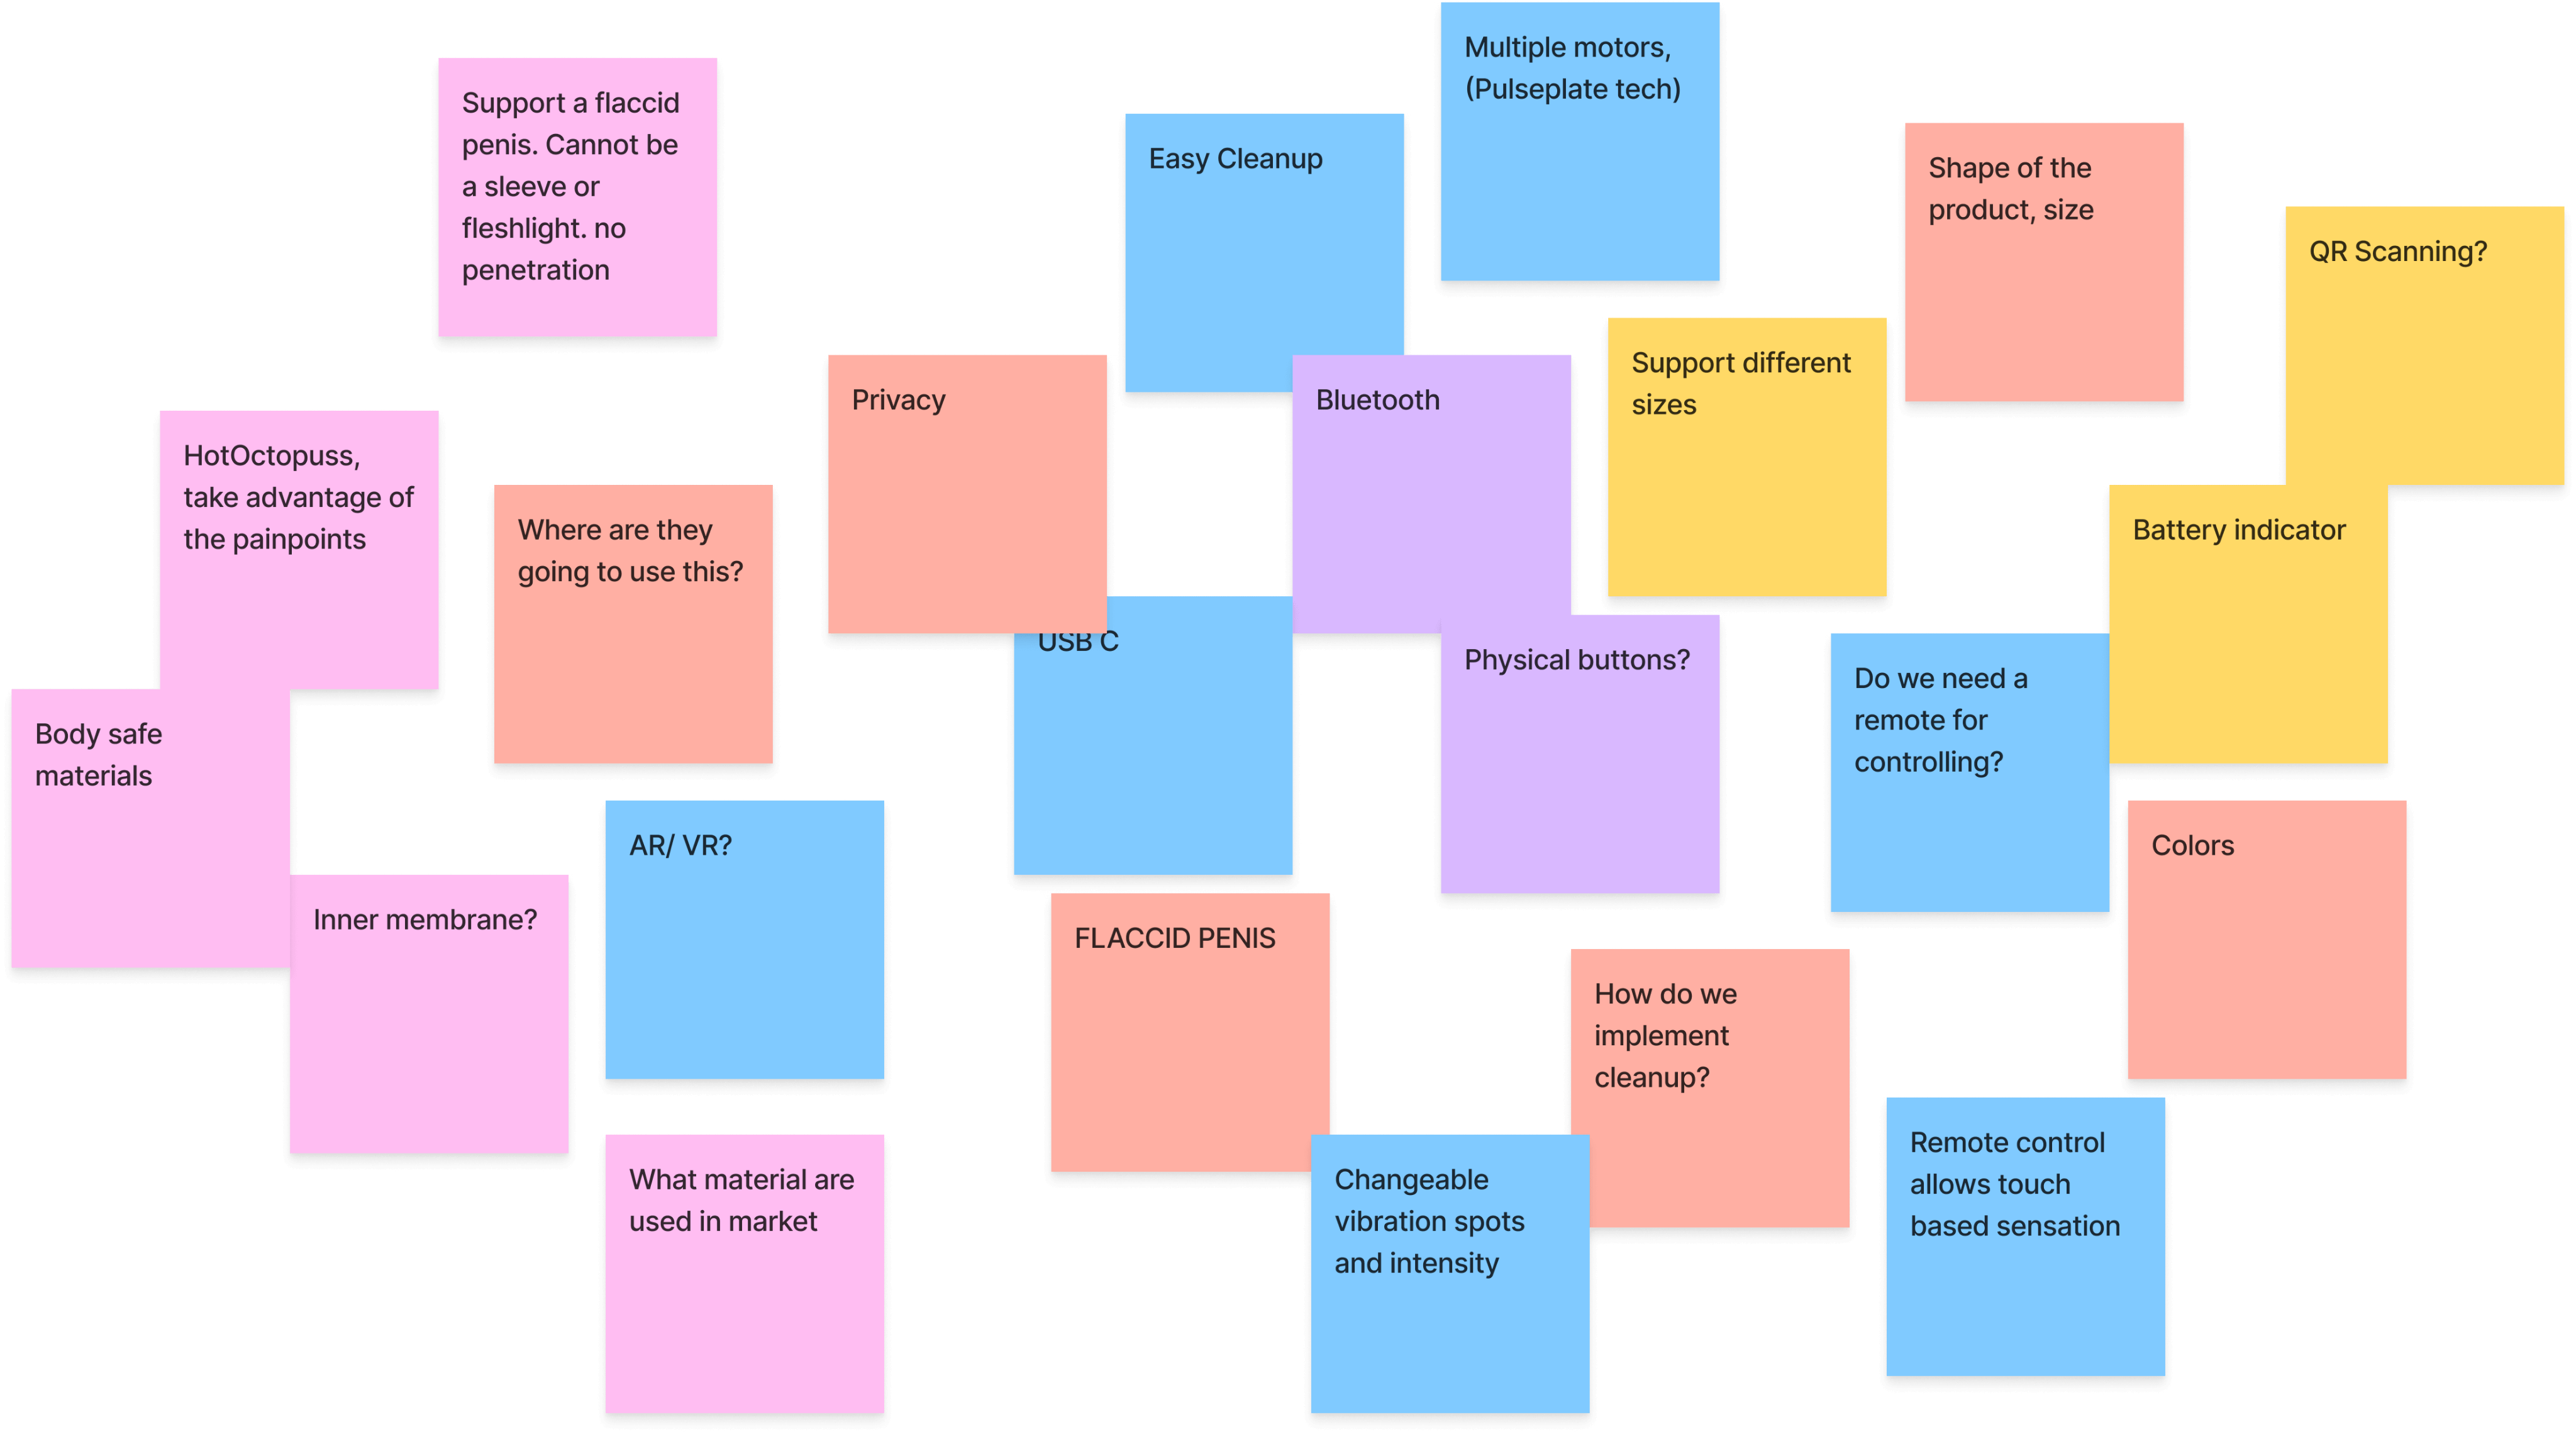 Multiple motors,
(Pulseplate tech)
Support a flaccid
penis. Cannot be
a sleeve or
fleshlight. no
penetration
Easy Cleanup
Shape of the
product, size
QR Scanning?
Support different
sizes
Privacy
Bluetooth
HotOctopuss,
take advantage of
the painpoints
Where are they
going to use this?
Battery indicator
USB C
Physical buttons?
Do we need a
remote for
controlling?
Body safe
materials
AR/ VR?
Colors
Inner membrane?
FLACCID PENIS
How do we
implement
cleanup?
Remote control
allows touch
based sensation
What material are
used in market
Changeable
vibration spots
and intensity